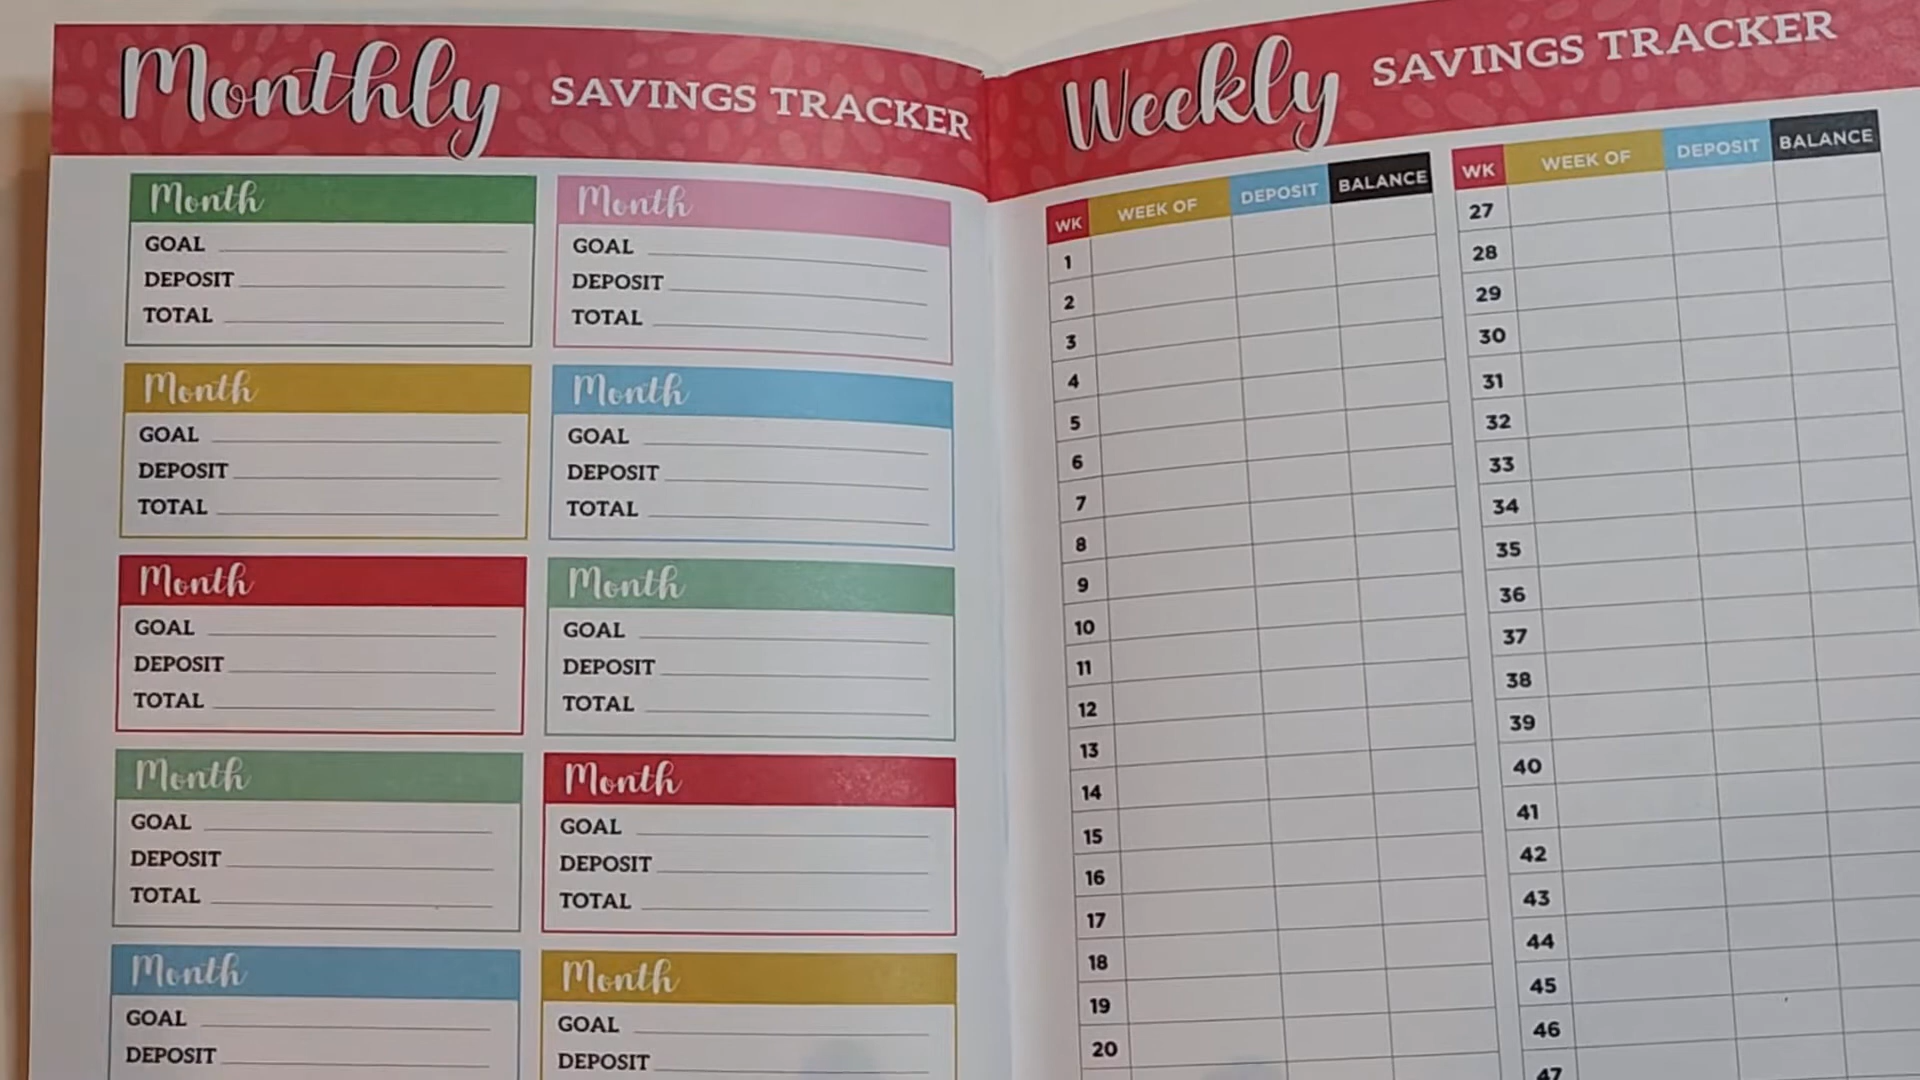 Monthly SAVINGS TRACKER
Month
GOAL
DEPOSIT
TOTAL
Month
GOAL
DEPOSIT
TOTAL
Month
GOAL
DEPOSIT
TOTAL
Month
GOAL
DEPOSIT
TOTAL
Month
GOAL
DEPOSIT
TOTAL
Month
GOAL
DEPOSIT
TOTAL
Month
GOAL
DEPOSIT
TOTAL
Month
GOAL
DEPOSIT
TOTAL
Month
GOAL
DEPOSIT
Month
GOAL
DEPOSIT
Weekly SAVINGS TRACKER
WK WEEK OF DEPOSIT BALANCE
1
2
3
4
5
6
7
8
9
10
11
12
13
14
15
16
17
18
19
20
WK WEEK OF DEPOSIT BALANCE
27
28
29
30
31
32
33
34
35
36
37
38
39
40
41
42
43
44
45
46
47